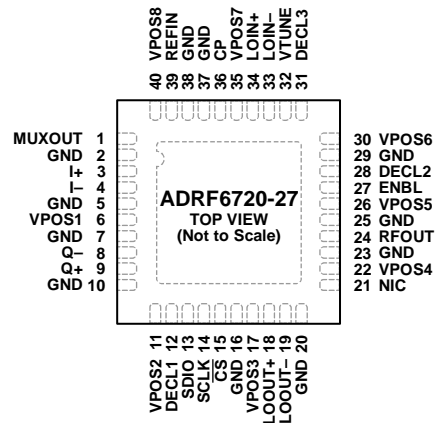 40 VPOS8
39 REFIN
38 GND
37 GND
36 CP
35 VPOS7
34 LOIN+
33 LOIN–
32 VTUNE
31 DECL3
MUXOUT 1
GND 2
I+ 3
I– 4
GND 5
VPOS1 6
GND 7
Q– 8
Q+ 9
GND 10
ADRF6720-27
TOP VIEW
(Not to Scale)
30 VPOS6
29 GND
28 DECL2
27 ENBL
26 VPOS5
25 GND
24 RFOUT
23 GND
22 VPOS4
21 NIC
VPOS2 11
DECL1 12
SDIO 13
SCLK 14
C̅S̅ 15
GND 16
VPOS3 17
LOOUT+ 18
LOOUT– 19
GND 20